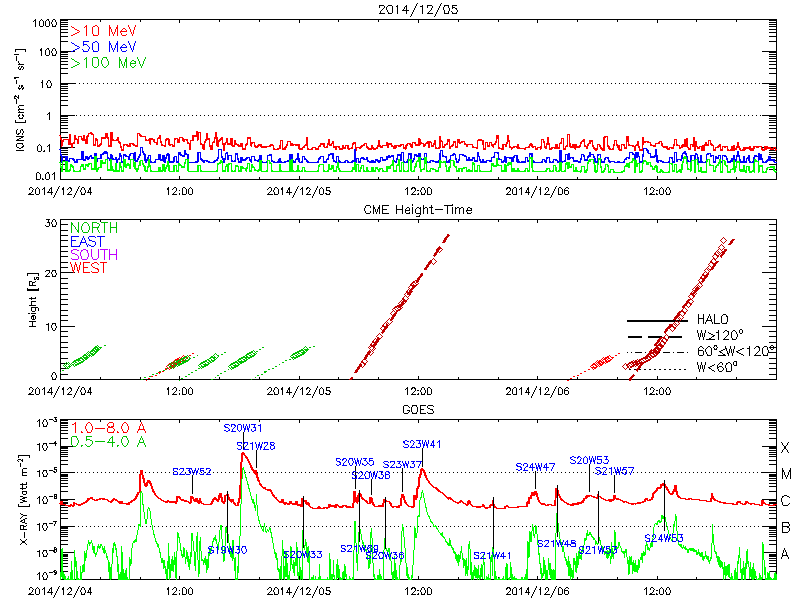 2014/12/05
1000
>10 MeV
>50 MeV
100
>100 MeV
10
1
0.10
0.01
IONS [cm⁻² s⁻¹ sr⁻¹]
2014/12/04 12:00 2014/12/05 12:00 2014/12/06 12:00
CME Height-Time
30
NORTH
EAST
SOUTH
WEST
20
10
0
Height [Rs]
HALO
W≥120°
60°≤W<120°
W<60°
2014/12/04 12:00 2014/12/05 12:00 2014/12/06 12:00
GOES
10⁻³
1.0-8.0 A
0.5-4.0 A
10⁻⁴
10⁻⁵
10⁻⁶
10⁻⁷
10⁻⁸
10⁻⁹
X-RAY [Watt m⁻²]
X
M
C
B
A
S20W31
S21W28
S23W52
S20W35
S20W38
S23W37
S23W41
S24W47
S20W53
S21W57
S19W30
S20W33
S20W36
S21W41
S21W48
S21W53
S24W53
2014/12/04 12:00 2014/12/05 12:00 2014/12/06 12:00